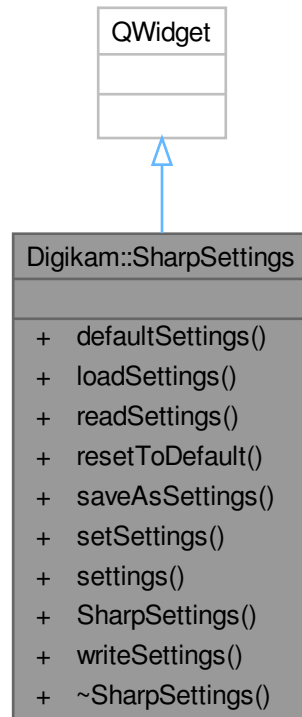 QWidget
Digikam::SharpSettings
+ defaultSettings()
+ loadSettings()
+ readSettings()
+ resetToDefault()
+ saveAsSettings()
+ setSettings()
+ settings()
+ SharpSettings()
+ writeSettings()
+ ~SharpSettings()